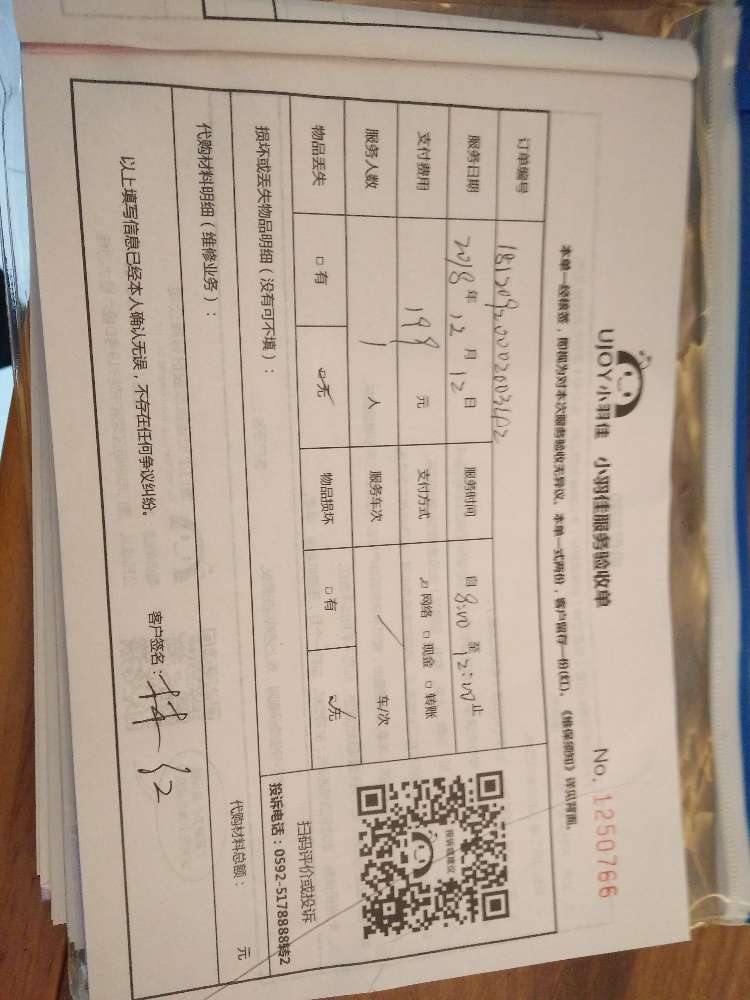 UJOY小羽佳 小羽佳服务验收单 No. 1250766
本单一经核签，即视为对本次服务验收无异议。本单一式两份，客户留存一份(红)。《维保须知》详见背面。
订单编号
服务日期 2018年12月12日 服务时间 自8:00至12:00止
支付费用 199元 支付方式 ☑网络 □现金 □转账
服务人数 1人 服务车次 / 车/次
物品丢失 □有 ☑无 物品损坏 □有 ☑无
投诉或建议
扫码评价或投诉
投诉电话：0592-5178888转2
损坏或丢失物品明细（没有可不填）：
代购材料明细（维修业务）： 代购材料总额： 元
以上填写信息已经本人确认无误，不存在任何争议纠纷。 客户签名：